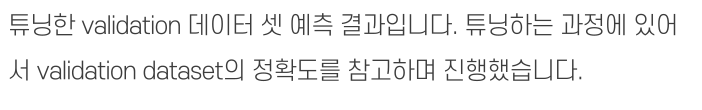 튜닝한 validation 데이터 셋 예측 결과입니다. 튜닝하는 과정에 있어
서 validation dataset의 정확도를 참고하며 진행했습니다.